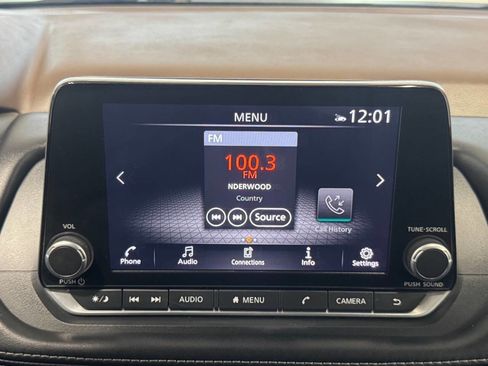 MENU
12:01
FM
100.3
FM
NDERWOOD
Country
Source
Call History
Phone
Audio
Connections
Info
Settings
VOL
PUSH
TUNE·SCROLL
PUSH SOUND
AUDIO
MENU
CAMERA